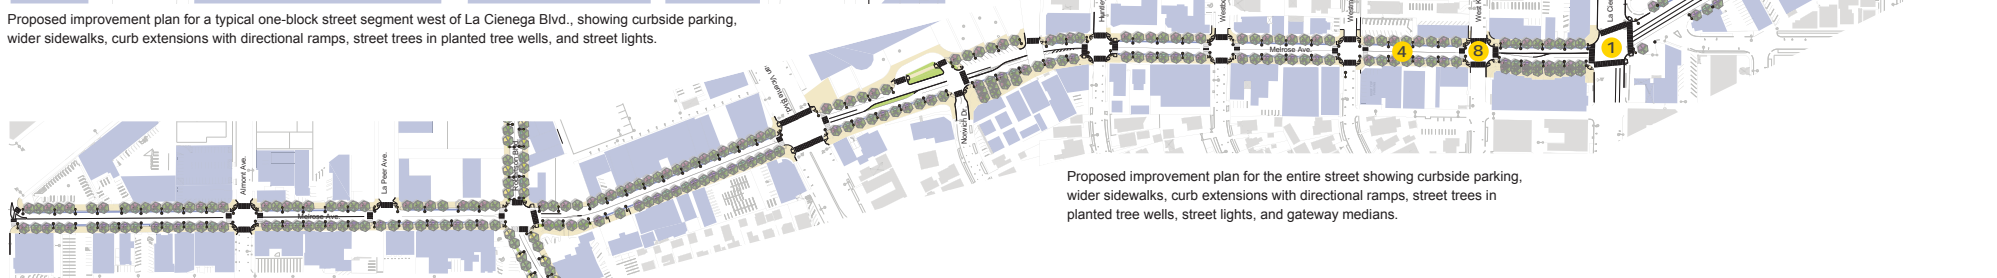 Proposed improvement plan for a typical one-block street segment west of La Cienega Blvd., showing curbside parking,
wider sidewalks, curb extensions with directional ramps, street trees in planted tree wells, and street lights.
Melrose Ave.
4
8
1
Norwich Dr.
Almont Ave.
La Peer Ave.
Melrose Ave.
Proposed improvement plan for the entire street showing curbside parking,
wider sidewalks, curb extensions with directional ramps, street trees in
planted tree wells, street lights, and gateway medians.